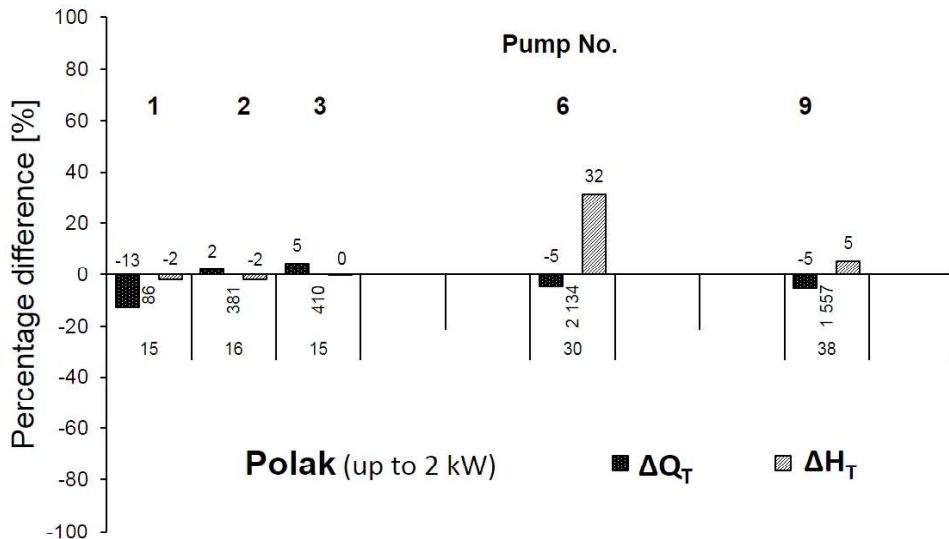 Percentage difference [%]
100
80
60
40
20
0
-20
-40
-60
-80
-100
Pump No.
1 2 3 6 9
-13 -2 2 -2 5 0 -5 32 -5 5
86 381 410 2 134 1 557
15 16 15 30 38
Polak (up to 2 kW) ΔQT ΔHT